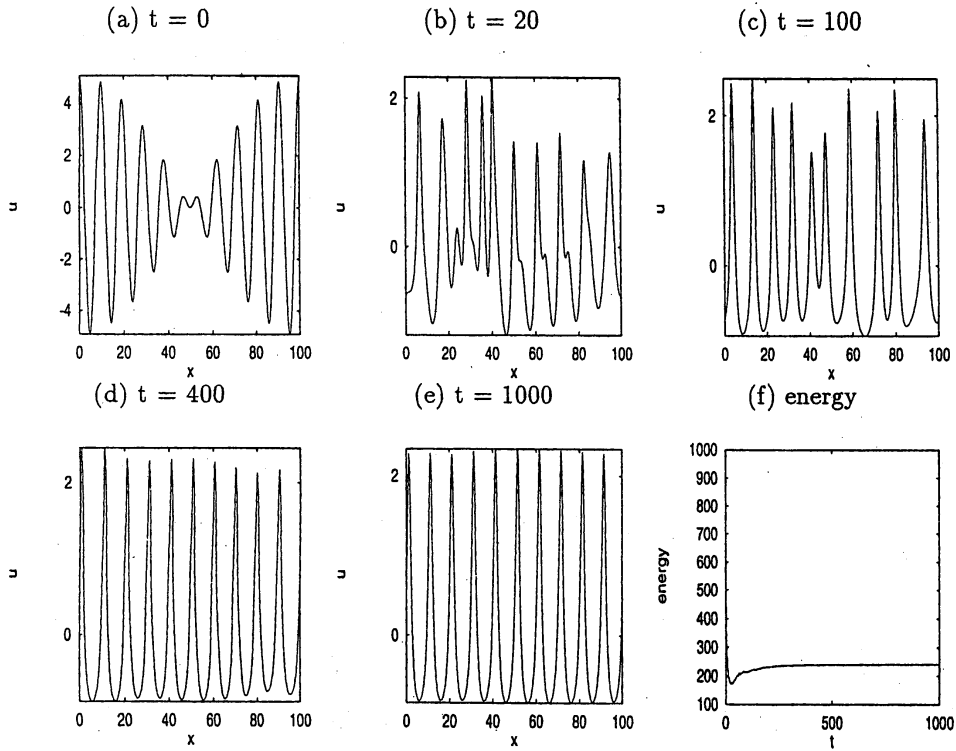 (a) t = 0
(b) t = 20
(c) t = 100
u
4
2
0
-2
-4
0 20 40 60 80 100
x
u
2
0
0 20 40 60 80 100
x
u
2
0
0 20 40 60 80 100
x
(d) t = 400
(e) t = 1000
(f) energy
u
2
0
0 20 40 60 80 100
x
u
2
0
0 20 40 60 80 100
x
energy
1000
900
800
700
600
500
400
300
200
100
0 500 1000
t